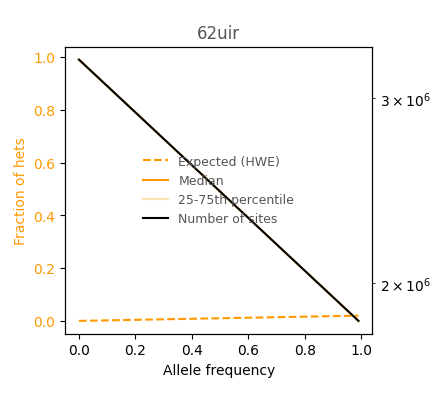 62uir
Fraction of hets
1.0
0.8
0.6
0.4
0.2
0.0
Expected (HWE)
Median
25-75th percentile
Number of sites
3 × 10⁶
2 × 10⁶
0.0 0.2 0.4 0.6 0.8 1.0
Allele frequency